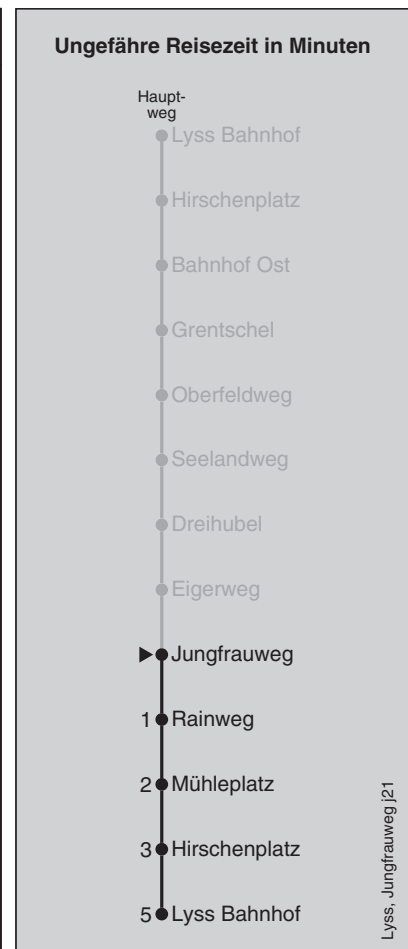 Ungefähre Reisezeit in Minuten
Haupt-
weg
Lyss Bahnhof
Hirschenplatz
Bahnhof Ost
Grentschel
Oberfeldweg
Seelandweg
Dreihubel
Eigerweg
Jungfrauweg
1 Rainweg
2 Mühleplatz
3 Hirschenplatz
5 Lyss Bahnhof
Lyss, Jungfrauweg j21